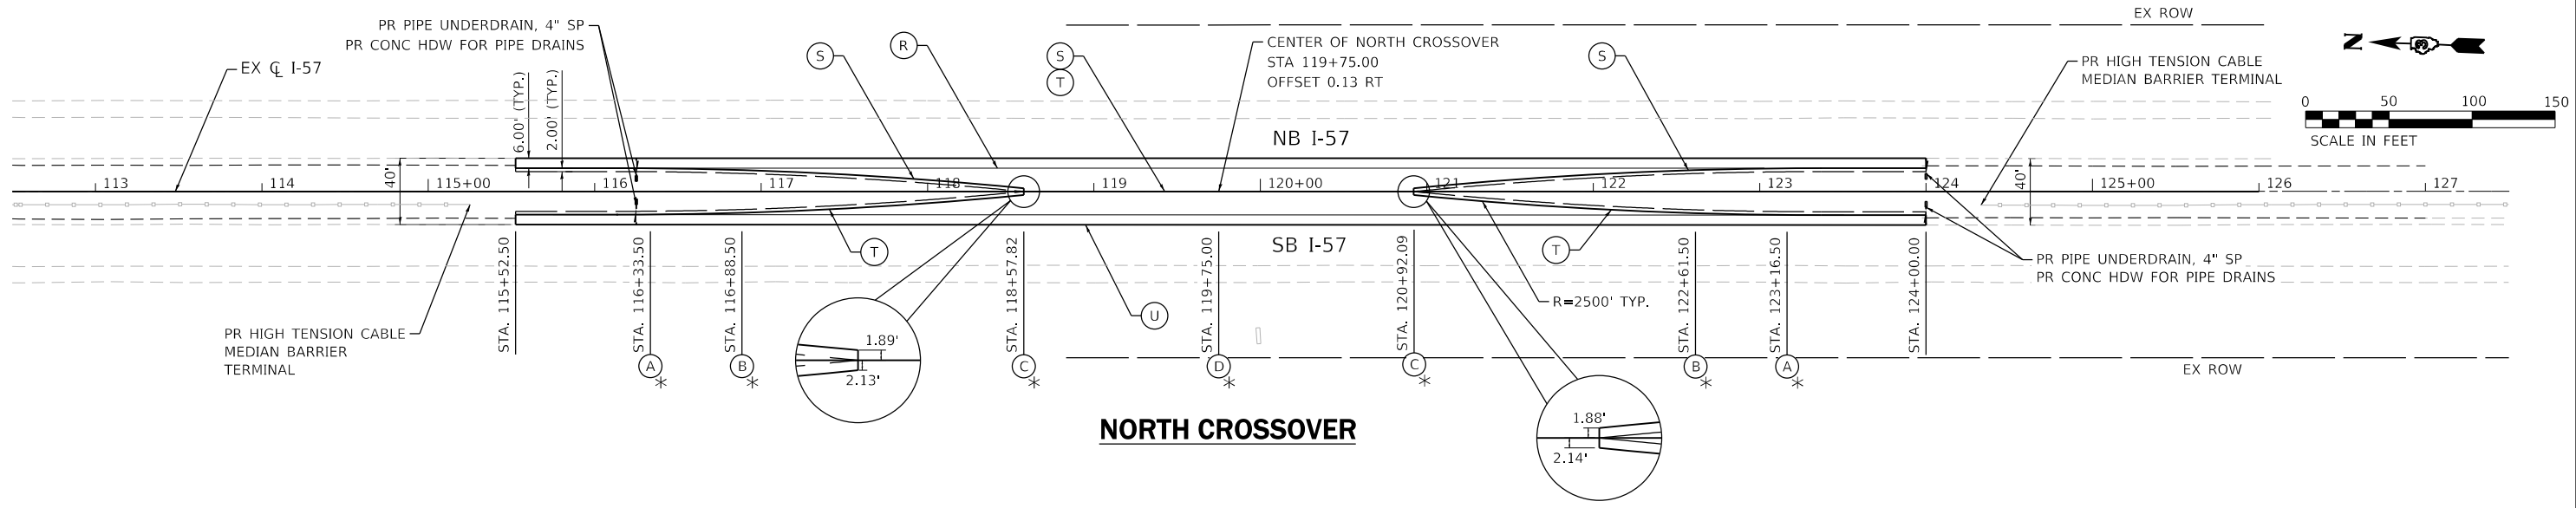 PR PIPE UNDERDRAIN, 4" SP
PR CONC HDW FOR PIPE DRAINS
EX ℄ I-57
6.00' (TYP.)
2.00' (TYP.)
S
R
S
T
CENTER OF NORTH CROSSOVER
STA 119+75.00
OFFSET 0.13 RT
S
EX ROW
N
PR HIGH TENSION CABLE
MEDIAN BARRIER TERMINAL
0 50 100 150
SCALE IN FEET
NB I-57
40'
113 114 115+00 116 117 118 119 120+00 121 122 123 124 125+00 126 127
40'
SB I-57
T
T
U
R=2500' TYP.
PR PIPE UNDERDRAIN, 4" SP
PR CONC HDW FOR PIPE DRAINS
STA. 115+52.50
STA. 116+33.50
STA. 116+88.50
STA. 118+57.82
STA. 119+75.00
STA. 120+92.09
STA. 122+61.50
STA. 123+16.50
STA. 124+00.00
PR HIGH TENSION CABLE
MEDIAN BARRIER
TERMINAL
A*
B*
C*
D*
C*
B*
A*
EX ROW
1.89'
2.13'
1.88'
2.14'
NORTH CROSSOVER